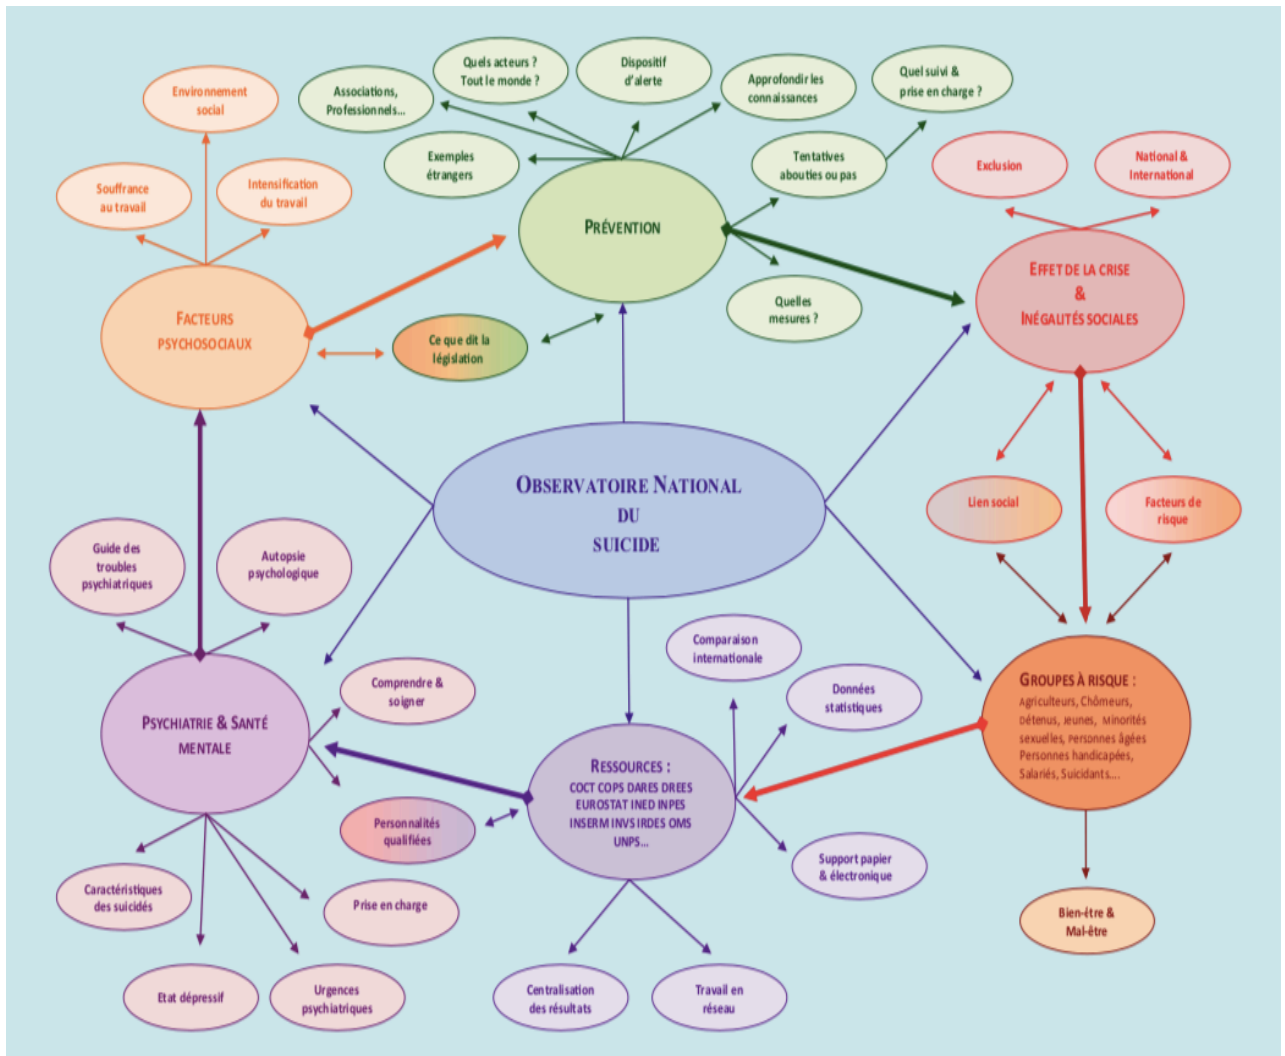 Environnement
social
Souffrance
au travail
Intensification
du travail
FACTEURS
PSYCHOSOCIAUX
Associations,
Professionnels...
Quels acteurs ?
Tout le monde ?
Dispositif
d'alerte
Approfondir les
connaissances
Quel suivi &
prise en charge ?
Exemples
étrangers
Tentatives
abouties ou pas
PRÉVENTION
Quelles
mesures ?
Ce que dit la
législation
Exclusion
National &
International
EFFET DE LA CRISE
&
INÉGALITÉS SOCIALES
Lien social
Facteurs de
risque
OBSERVATOIRE NATIONAL
DU
SUICIDE
Guide des
troubles
psychiatriques
Autopsie
psychologique
PSYCHIATRIE & SANTÉ
MENTALE
Comprendre &
soigner
Personnalités
qualifiées
Caractéristiques
des suicidés
Prise en charge
Etat dépressif
Urgences
psychiatriques
Comparaison
internationale
Données
statistiques
RESSOURCES :
COCT COPS DARES DREES
EUROSTAT INED INPES
INSERM INVS IRDES OMS
UNPS...
Support papier
& électronique
Centralisation
des résultats
Travail en
réseau
GROUPES À RISQUE :
Agriculteurs, Chômeurs,
Détenus, Jeunes, Minorités
sexuelles, Personnes âgées
Personnes handicapées,
Salariés, Suicidants...
Bien-être &
Mal-être